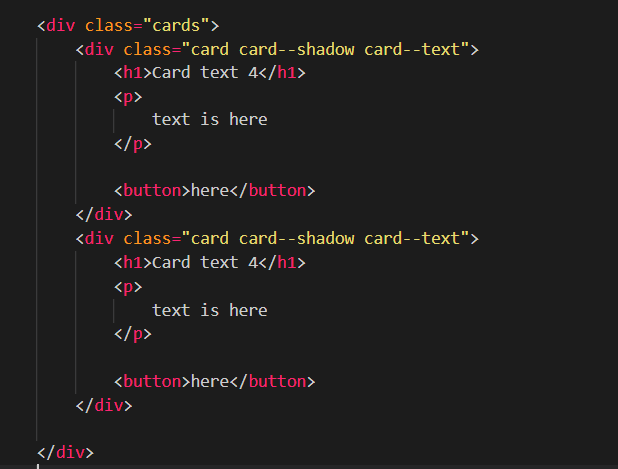 <div class="cards">
    <div class="card card--shadow card--text">
        <h1>Card text 4</h1>
        <p>
            text is here
        </p>

        <button>here</button>
    </div>
    <div class="card card--shadow card--text">
        <h1>Card text 4</h1>
        <p>
            text is here
        </p>

        <button>here</button>
    </div>

</div>